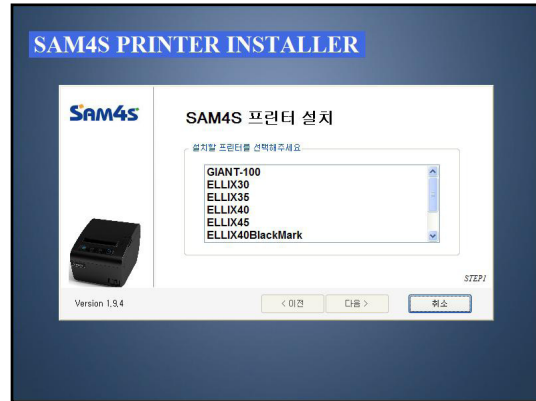 SAM4S PRINTER INSTALLER
SAM4S
SAM4S 프린터 설치
설치할 프린터를 선택해주세요
GIANT-100
ELLIX30
ELLIX35
ELLIX40
ELLIX45
ELLIX40BlackMark
STEP1
Version 1.9.4
< 이전
다음 >
취소